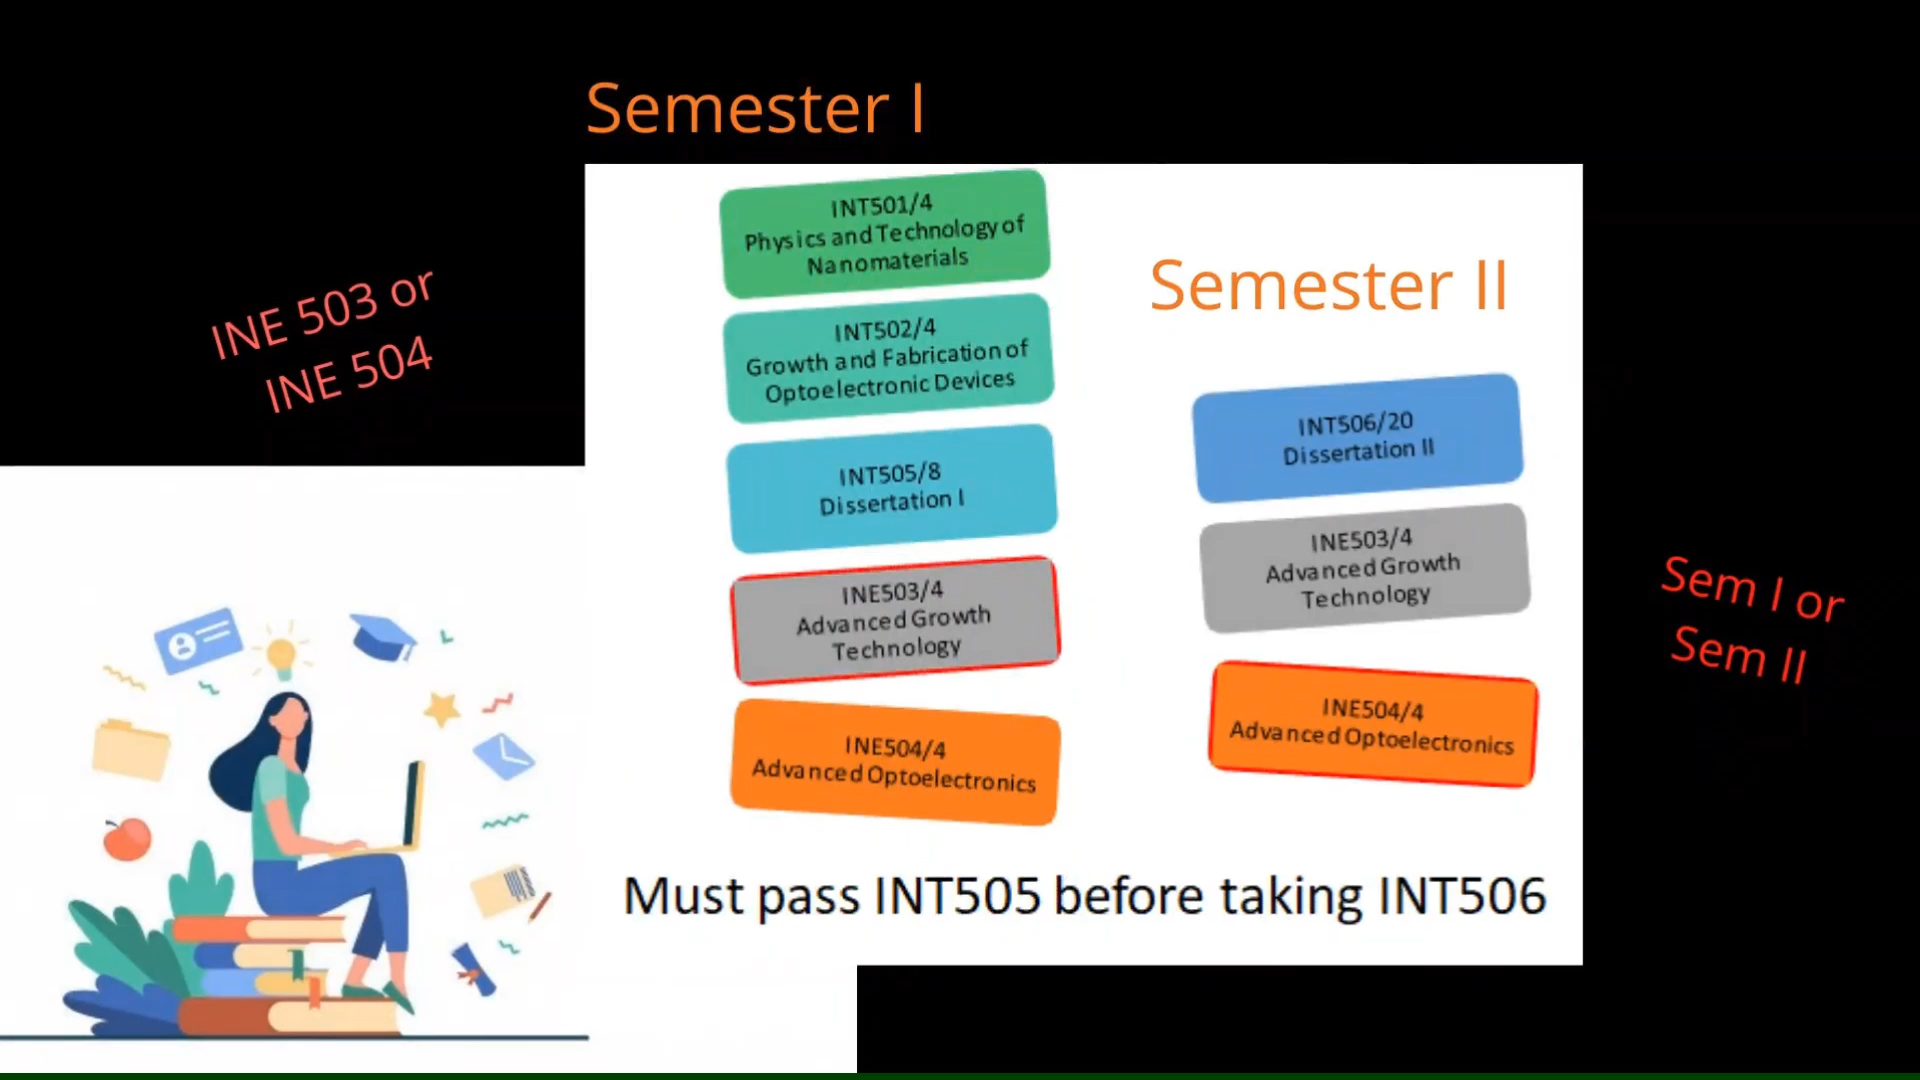 Semester I
INE 503 or
INE 504
INT501/4
Physics and Technology of
Nanomaterials
INT502/4
Growth and Fabrication of
Optoelectronic Devices
INT505/8
Dissertation I
INE503/4
Advanced Growth
Technology
INE504/4
Advanced Optoelectronics
Semester II
INT506/20
Dissertation II
INE503/4
Advanced Growth
Technology
INE504/4
Advanced Optoelectronics
Sem I or
Sem II
Must pass INT505 before taking INT506